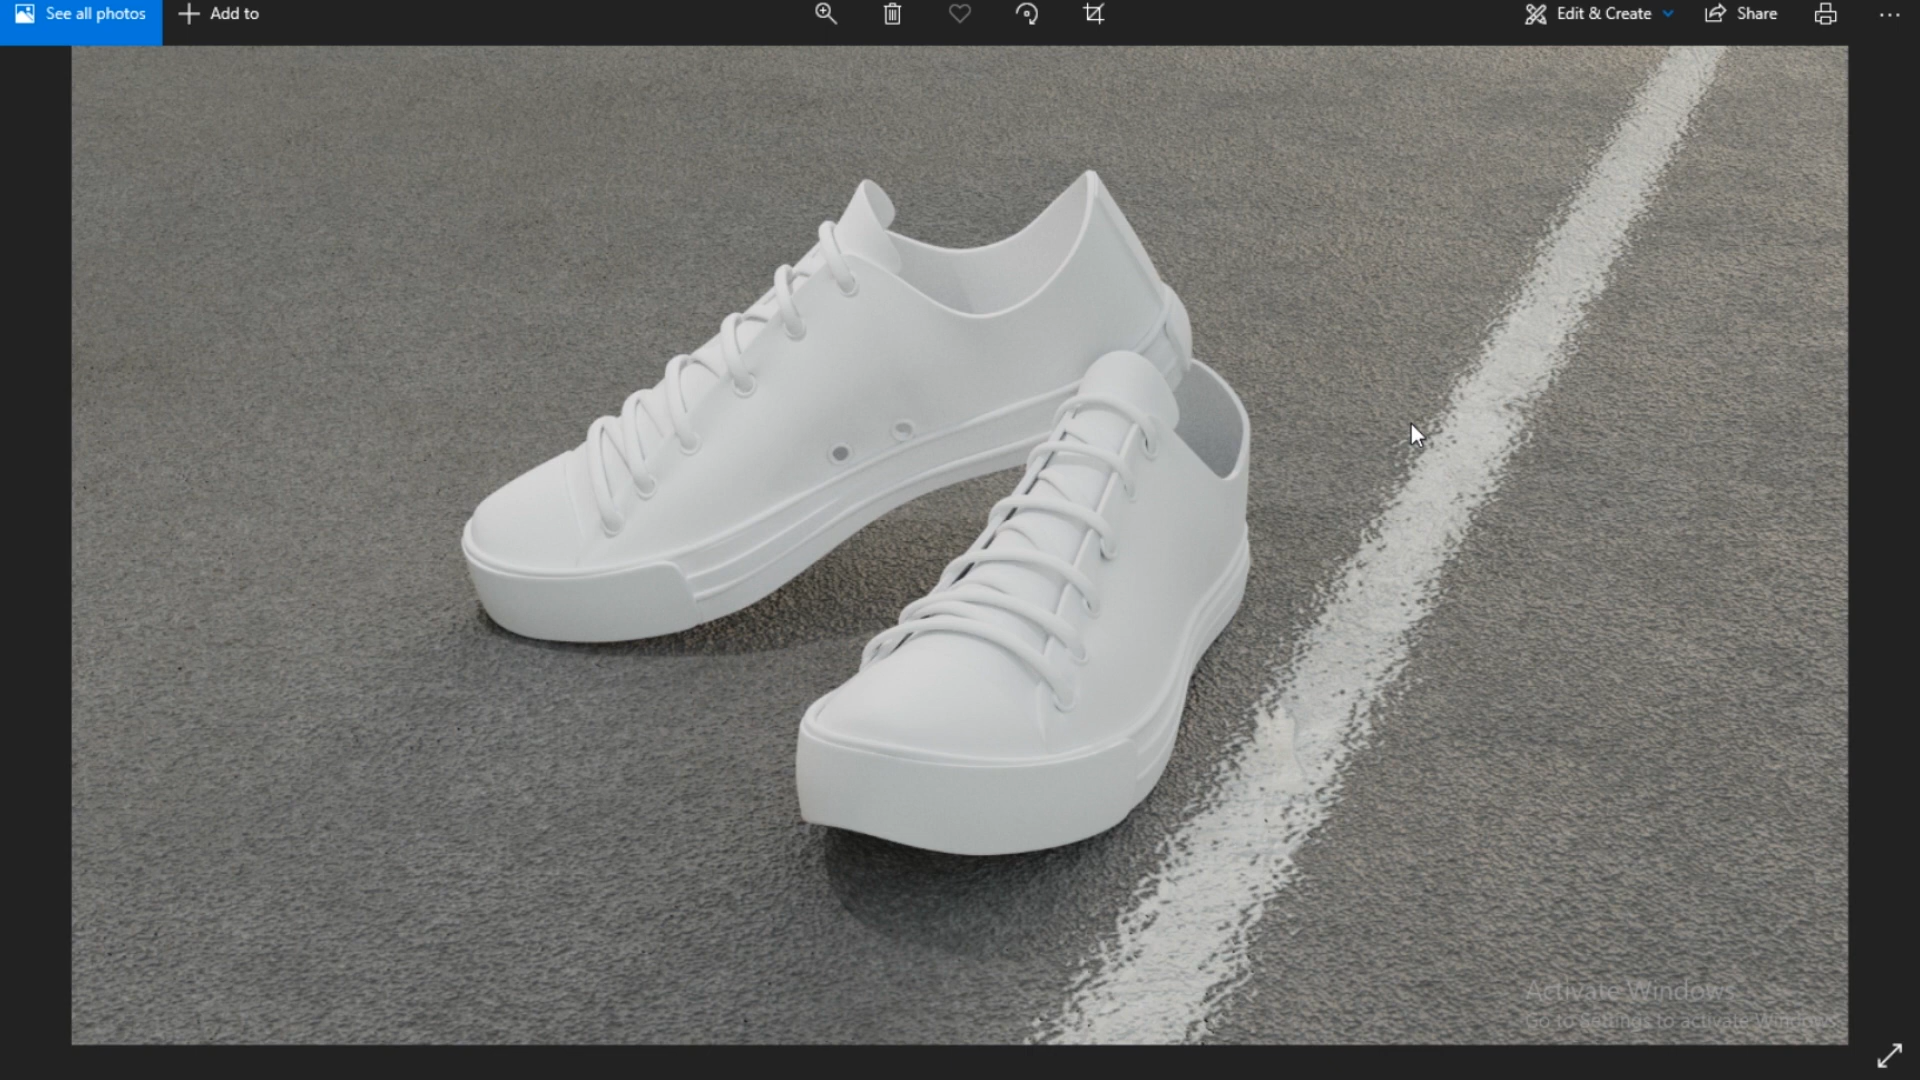 See all photos
Add to
Edit & Create
Share
Activate Windows
Go to Settings to activate Windows.